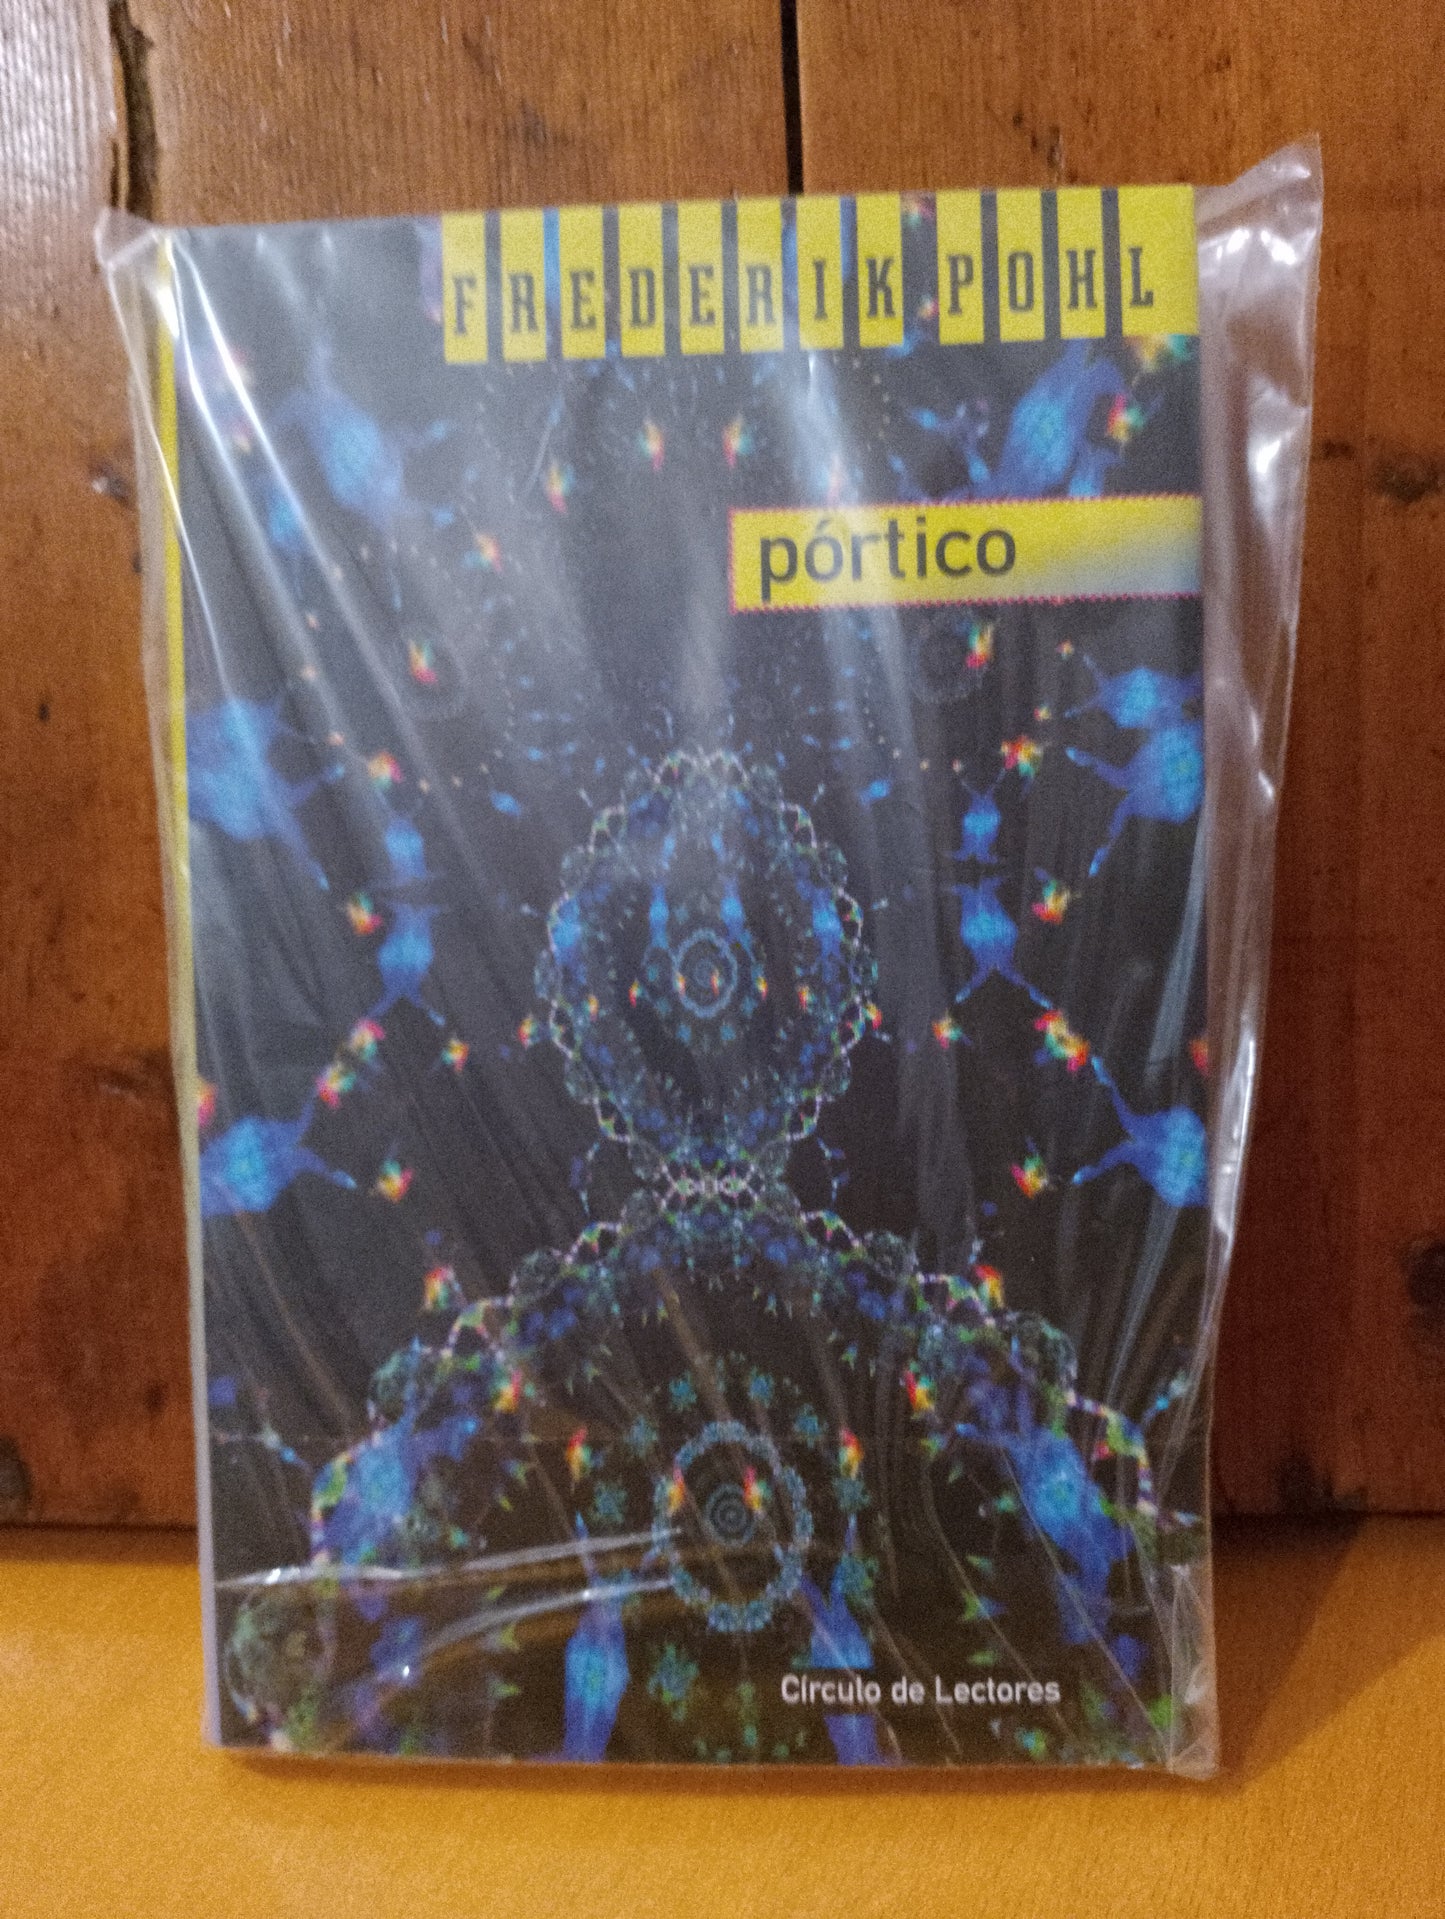 FREDERIK POHL
pórtico
Círculo de Lectores